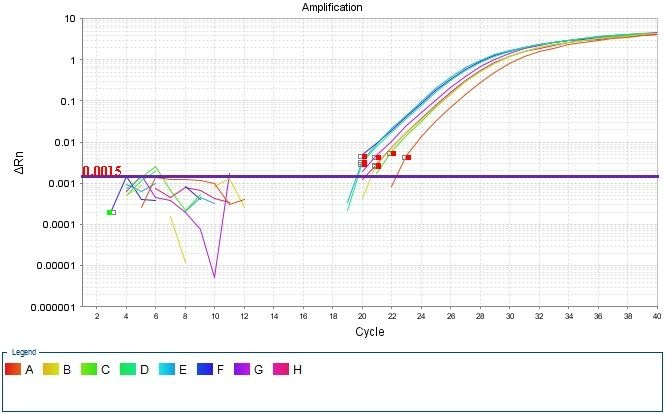 Amplification
10
1
0.1
0.01
0.0015
0.001
0.0001
0.00001
0.000001
ΔRn
2 4 6 8 10 12 14 16 18 20 22 24 26 28 30 32 34 36 38 40
Cycle
Legend
A B C D E F G H